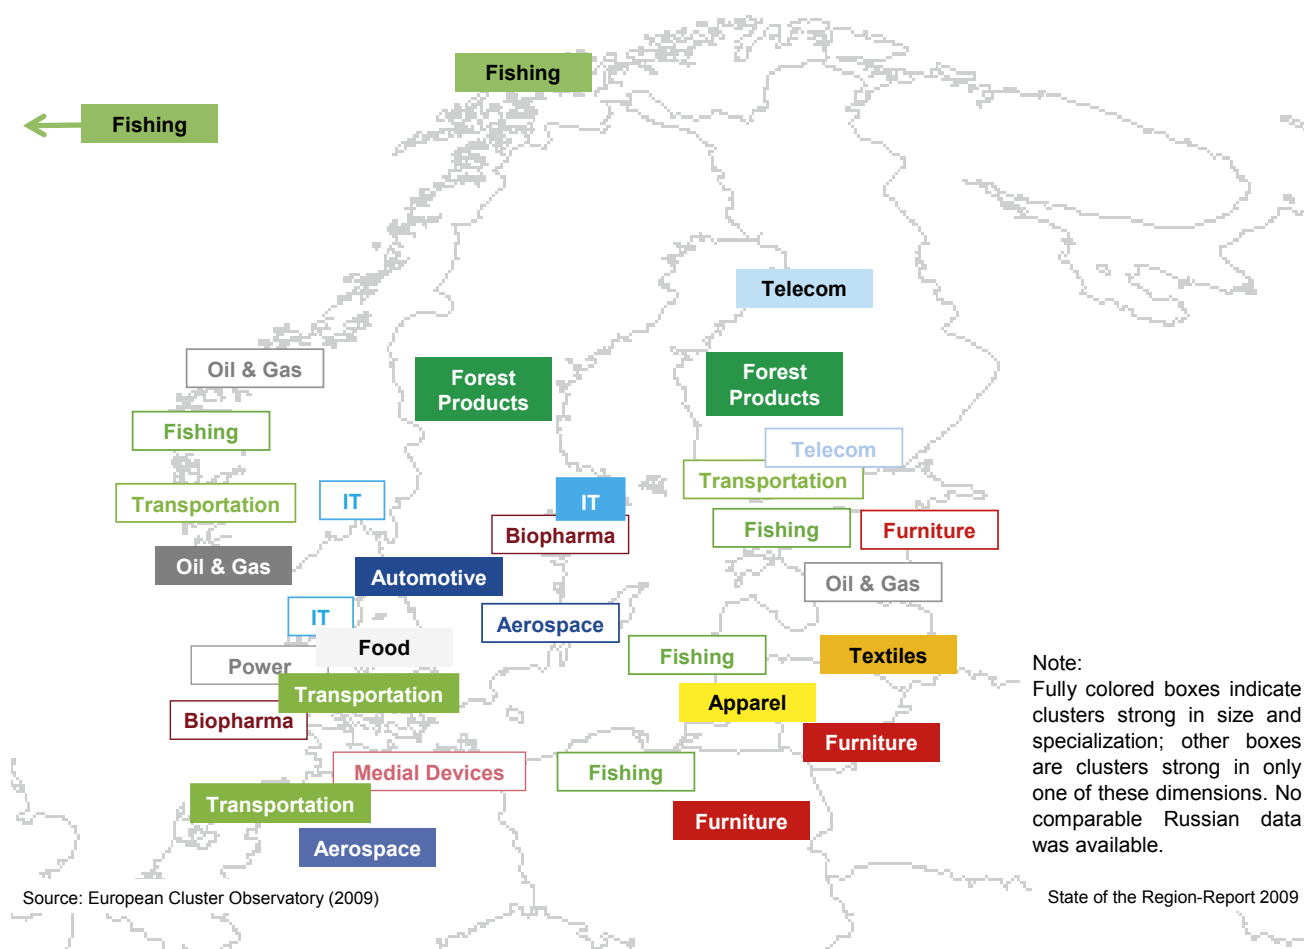 Fishing
Fishing
Telecom
Oil & Gas
Forest
Products
Forest
Products
Fishing
Telecom
Transportation
Transportation
IT
IT
Biopharma
Fishing
Furniture
Oil & Gas
Automotive
Oil & Gas
IT
Aerospace
Food
Fishing
Textiles
Power
Transportation
Apparel
Biopharma
Furniture
Medial Devices
Fishing
Transportation
Furniture
Aerospace
Note:
Fully colored boxes indicate
clusters strong in size and
specialization; other boxes
are clusters strong in only
one of these dimensions. No
comparable Russian data
was available.
Source: European Cluster Observatory (2009)
State of the Region-Report 2009